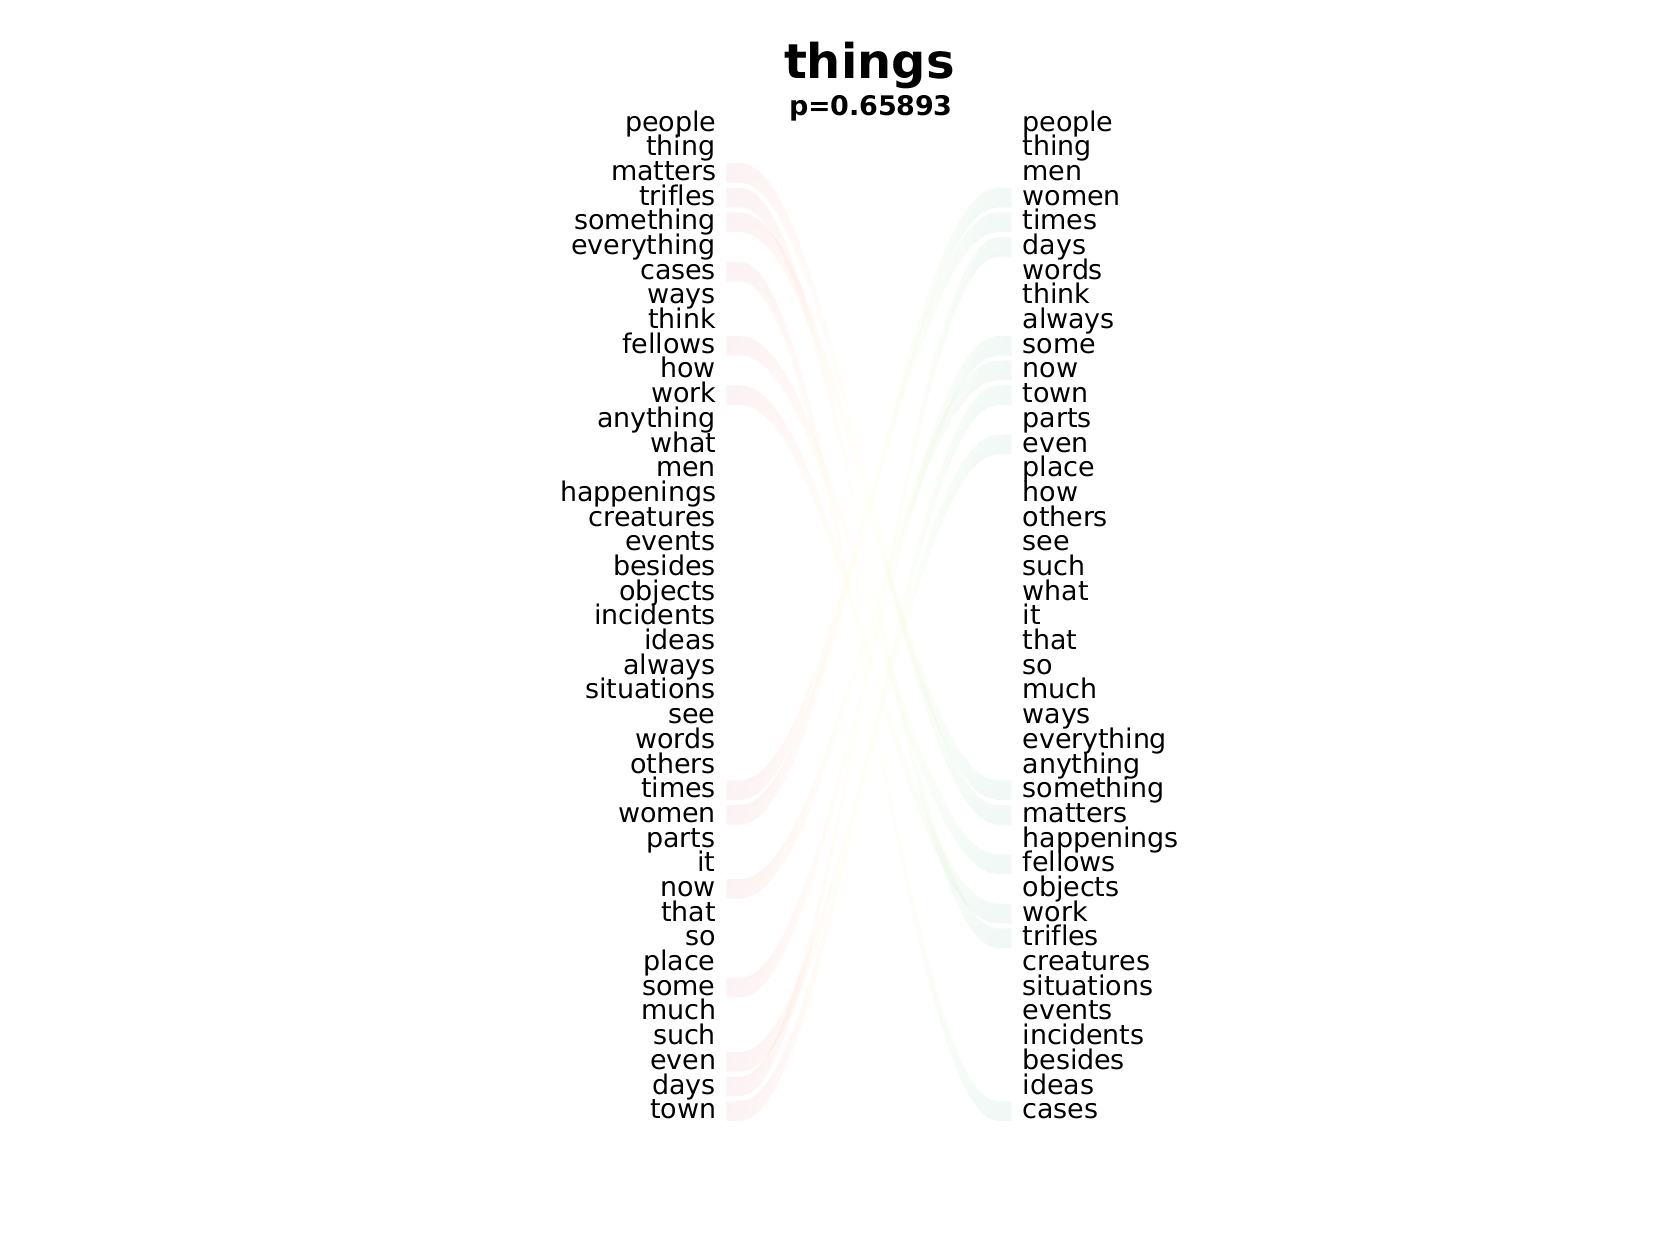 things
p=0.65893
people people
thing thing
matters men
trifles women
something times
everything days
cases words
ways think
think always
fellows some
how now
work town
anything parts
what even
men place
happenings how
creatures others
events see
besides such
objects what
incidents it
ideas that
always so
situations much
see ways
words everything
others anything
times something
women matters
parts happenings
it fellows
now objects
that work
so trifles
place creatures
some situations
much events
such incidents
even besides
days ideas
town cases